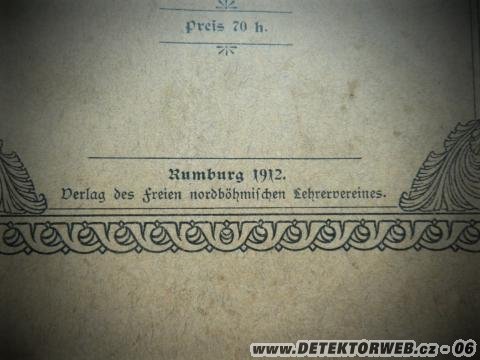 Preis 70 h.
Rumburg 1912.
Verlag des Freien nordböhmischen Lehrervereines.
www.DETEKTORWEB.cz - 06